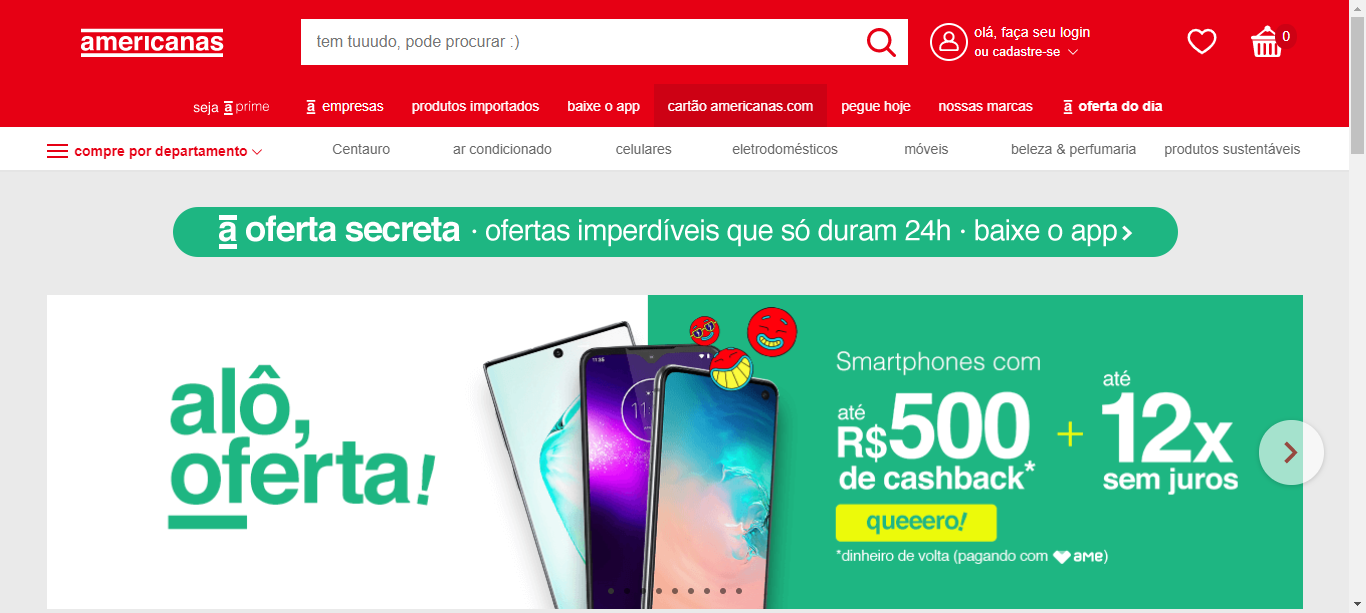 americanas
tem tuuudo, pode procurar :)
olá, faça seu login
ou cadastre-se
0
seja a prime
a empresas
produtos importados
baixe o app
cartão americanas.com
pegue hoje
nossas marcas
a oferta do dia
compre por departamento
Centauro
ar condicionado
celulares
eletrodomésticos
móveis
beleza & perfumaria
produtos sustentáveis
a oferta secreta · ofertas imperdíveis que só duram 24h · baixe o app
alô,
oferta!
Smartphones com
até
R$500
de cashback*
+
até
12x
sem juros
queeero!
*dinheiro de volta (pagando com ame)